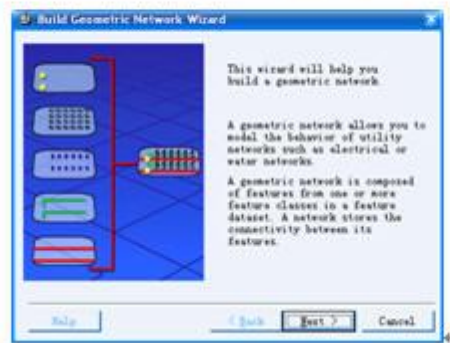 Build Geometric Network Wizard
This wizard will help you
build a geometric network
A geometric network allows you to
model the behavior of utility
networks such as electrical or
water networks.
A geometric network is composed
of features from one or more
feature classes in a feature
dataset. A network stores the
connectivity between its
features.
Help
< Back
Next >
Cancel